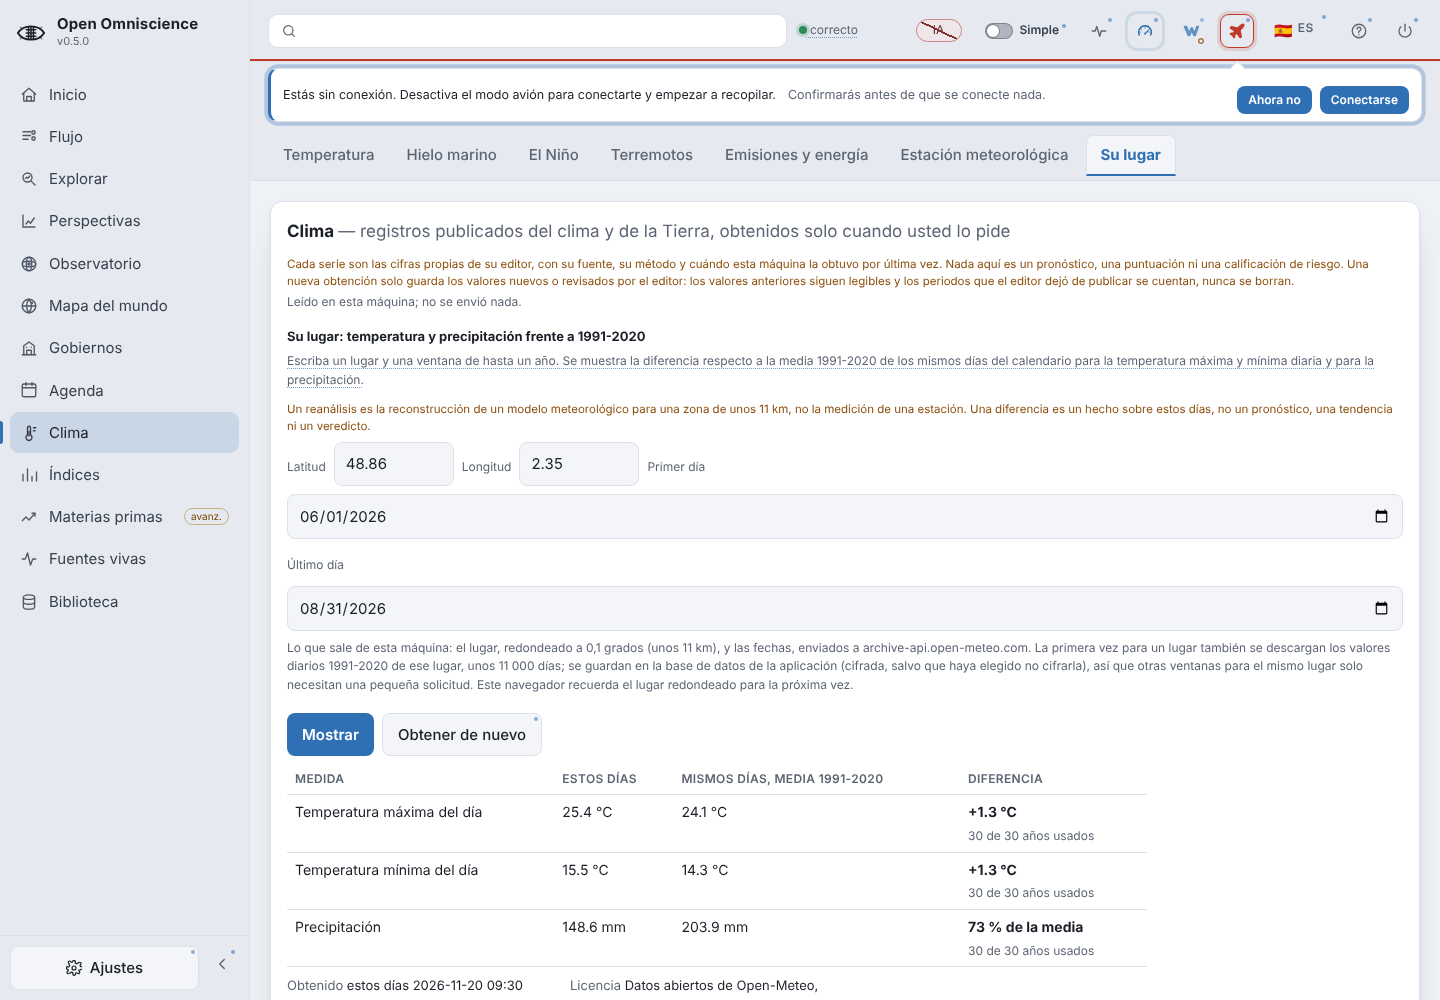 Open Omniscience
v0.5.0
correcto
IA
Simple
ES
Estás sin conexión. Desactiva el modo avión para conectarte y empezar a recopilar. Confirmarás antes de que se conecte nada.
Ahora no
Conectarse
Inicio
Flujo
Explorar
Perspectivas
Observatorio
Mapa del mundo
Gobiernos
Agenda
Clima
Índices
Materias primas avanz.
Fuentes vivas
Biblioteca
Ajustes
Temperatura
Hielo marino
El Niño
Terremotos
Emisiones y energía
Estación meteorológica
Su lugar
Clima — registros publicados del clima y de la Tierra, obtenidos solo cuando usted lo pide
Cada serie son las cifras propias de su editor, con su fuente, su método y cuándo esta máquina la obtuvo por última vez. Nada aquí es un pronóstico, una puntuación ni una calificación de riesgo. Una
nueva obtención solo guarda los valores nuevos o revisados por el editor: los valores anteriores siguen legibles y los periodos que el editor dejó de publicar se cuentan, nunca se borran.
Leído en esta máquina; no se envió nada.
Su lugar: temperatura y precipitación frente a 1991-2020
Escriba un lugar y una ventana de hasta un año. Se muestra la diferencia respecto a la media 1991-2020 de los mismos días del calendario para la temperatura máxima y mínima diaria y para la
precipitación.
Un reanálisis es la reconstrucción de un modelo meteorológico para una zona de unos 11 km, no la medición de una estación. Una diferencia es un hecho sobre estos días, no un pronóstico, una tendencia
ni un veredicto.
Latitud 48.86 Longitud 2.35 Primer día
06/01/2026
Último día
08/31/2026
Lo que sale de esta máquina: el lugar, redondeado a 0,1 grados (unos 11 km), y las fechas, enviados a archive-api.open-meteo.com. La primera vez para un lugar también se descargan los valores
diarios 1991-2020 de ese lugar, unos 11 000 días; se guardan en la base de datos de la aplicación (cifrada, salvo que haya elegido no cifrarla), así que otras ventanas para el mismo lugar solo
necesitan una pequeña solicitud. Este navegador recuerda el lugar redondeado para la próxima vez.
Mostrar
Obtener de nuevo
MEDIDA ESTOS DÍAS MISMOS DÍAS, MEDIA 1991-2020 DIFERENCIA
Temperatura máxima del día 25.4 °C 24.1 °C +1.3 °C
30 de 30 años usados
Temperatura mínima del día 15.5 °C 14.3 °C +1.3 °C
30 de 30 años usados
Precipitación 148.6 mm 203.9 mm 73 % de la media
30 de 30 años usados
Obtenido estos días 2026-11-20 09:30 Licencia Datos abiertos de Open-Meteo,